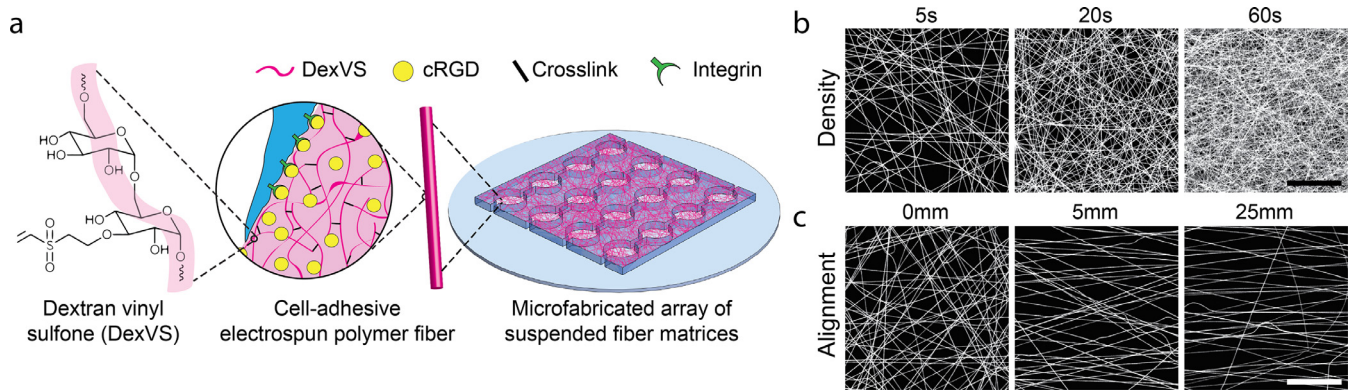 a
DexVS cRGD Crosslink Integrin
O
O
HO
HO
OH
O
O
HO
O
OH
O
O
S
O
Dextran vinyl
sulfone (DexVS)
Cell-adhesive
electrospun polymer fiber
Microfabricated array of
suspended fiber matrices
b
5s 20s 60s
Density
c
0mm 5mm 25mm
Alignment